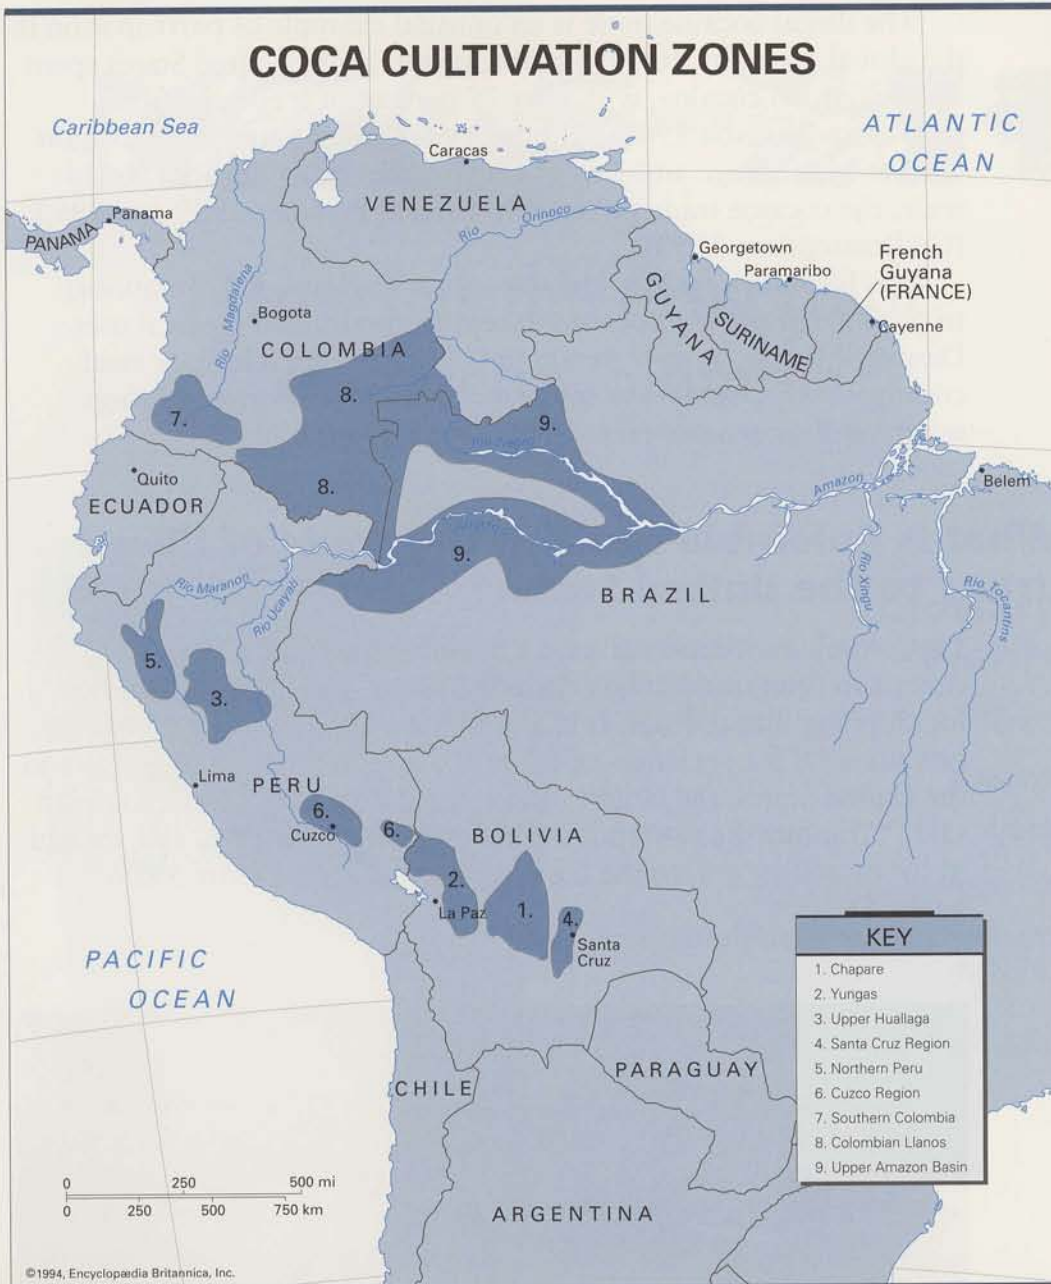 COCA CULTIVATION ZONES
Caribbean Sea
ATLANTIC
OCEAN
Caracas
VENEZUELA
Rio Orinoco
Panama
PANAMA
Georgetown
Paramaribo
French
Guyana
(FRANCE)
GUYANA
SURINAME
Cayenne
Rio Magdalena
Bogota
COLOMBIA
8.
7.
9.
Rio Negro
Quito
ECUADOR
8.
Amazon
Belem
9.
BRAZIL
Rio Maranon
Rio Ucayali
Rio Xingu
Rio Tocantins
5.
3.
Lima
PERU
6.
Cuzco
6.
BOLIVIA
2.
La Paz
1.
4.
Santa
Cruz
PACIFIC
OCEAN
KEY
1. Chapare
2. Yungas
3. Upper Huallaga
4. Santa Cruz Region
5. Northern Peru
6. Cuzco Region
7. Southern Colombia
8. Colombian Llanos
9. Upper Amazon Basin
CHILE
PARAGUAY
ARGENTINA
0 250 500 mi
0 250 500 750 km
©1994, Encyclopædia Britannica, Inc.